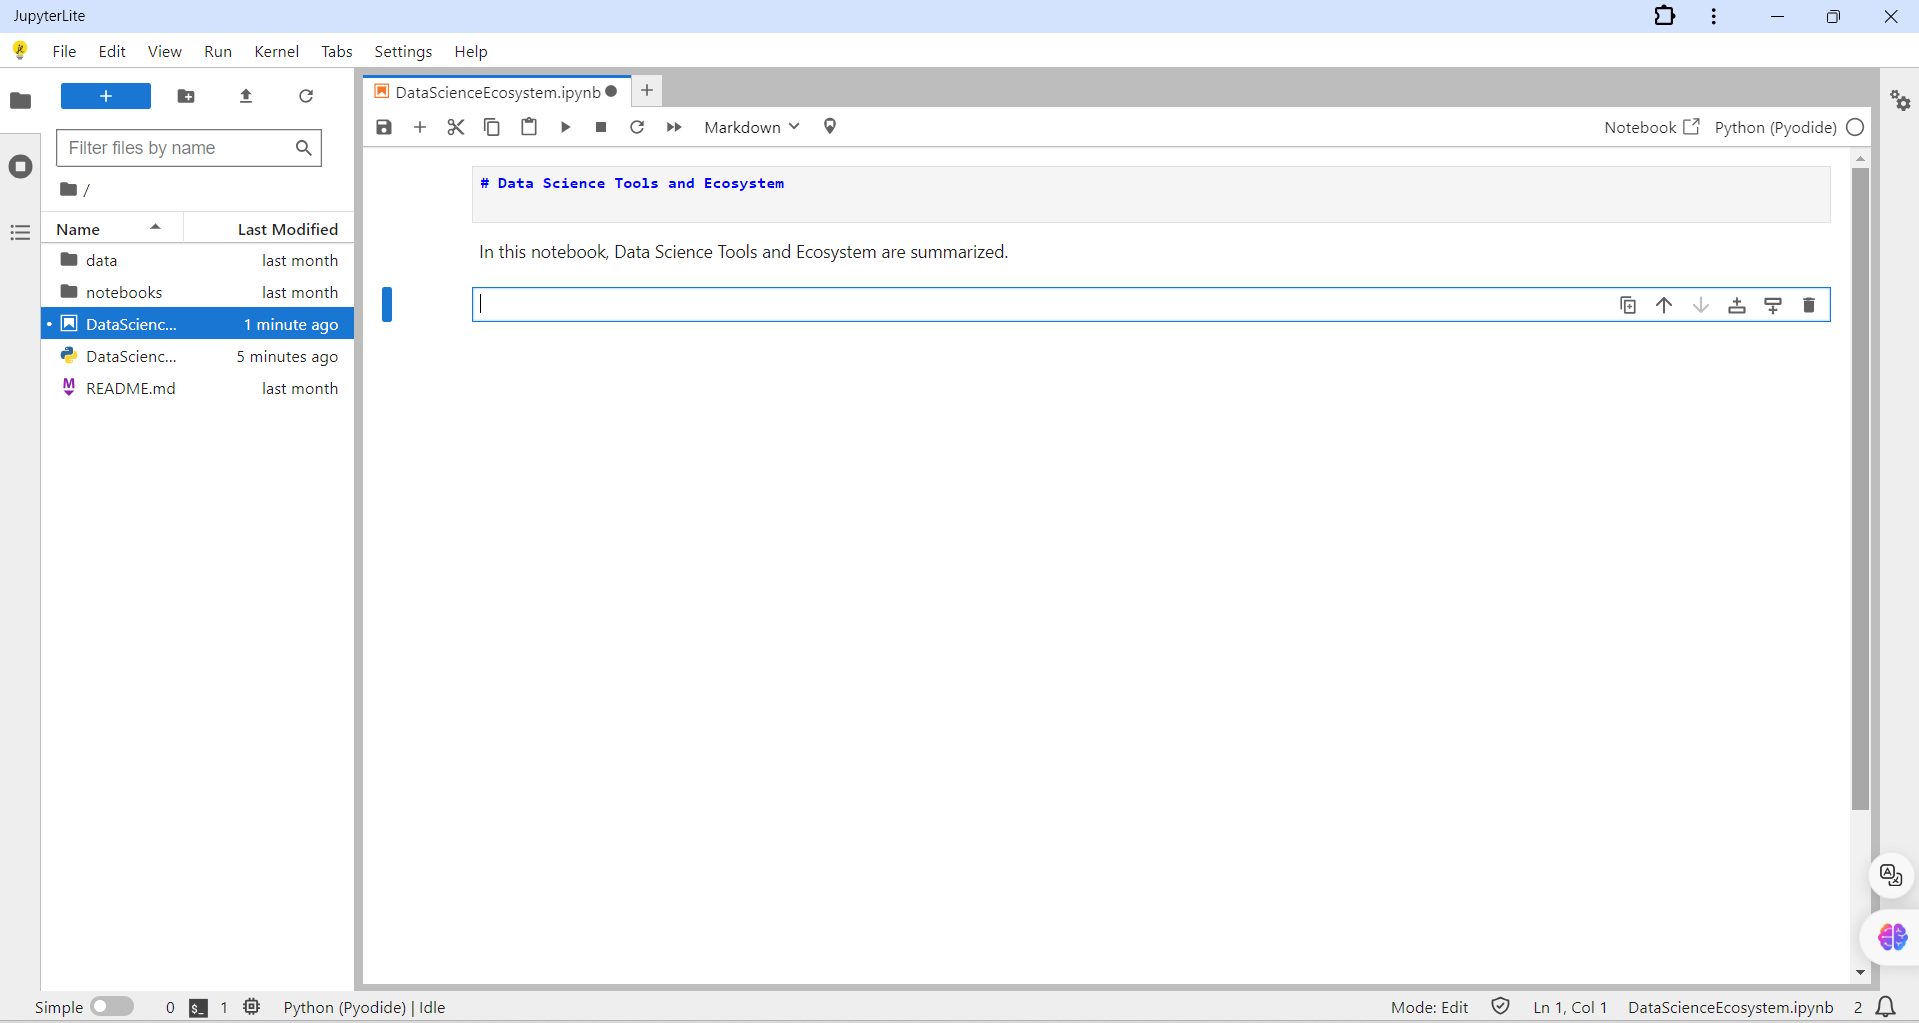 JupyterLite
File Edit View Run Kernel Tabs Settings Help
+
Filter files by name
/
Name Last Modified
data last month
notebooks last month
DataScienc... 1 minute ago
DataScienc... 5 minutes ago
README.md last month
DataScienceEcosystem.ipynb
Markdown
Notebook Python (Pyodide)
# Data Science Tools and Ecosystem
In this notebook, Data Science Tools and Ecosystem are summarized.
Simple 0 $_ 1 Python (Pyodide) | Idle
Mode: Edit Ln 1, Col 1 DataScienceEcosystem.ipynb 2